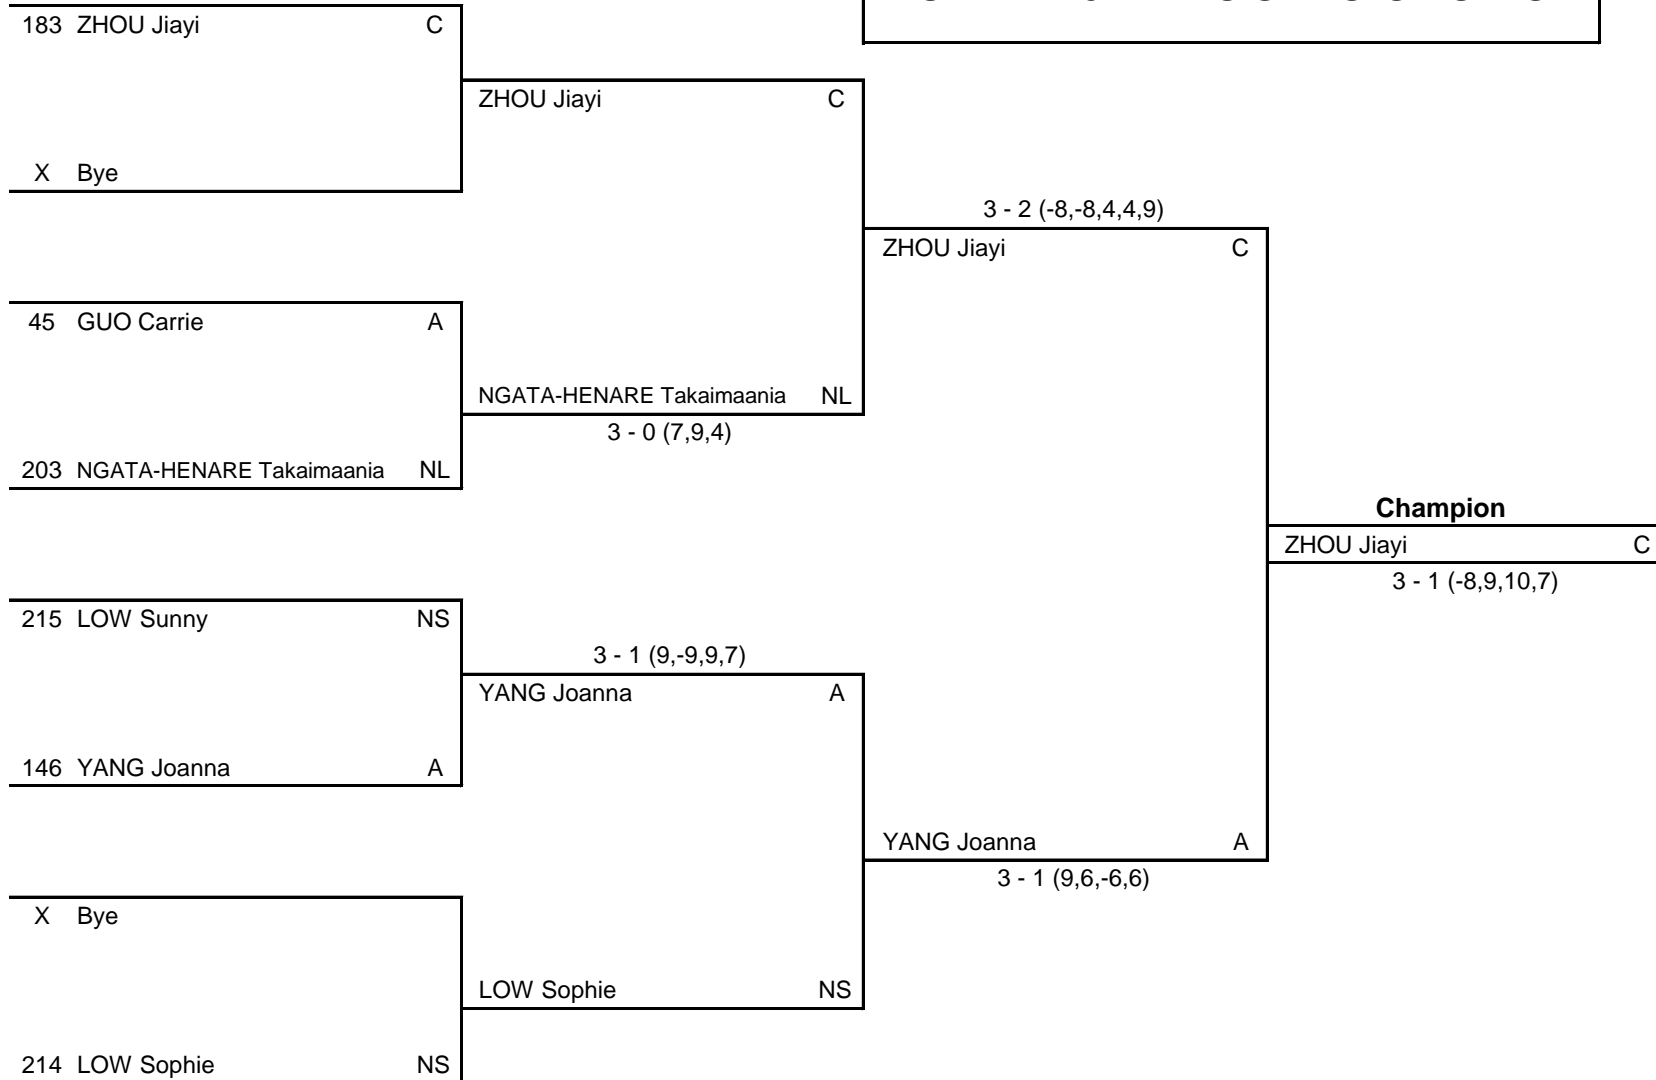 183 ZHOU Jiayi C
ZHOU Jiayi C
X Bye
3 - 2 (-8,-8,4,4,9)
ZHOU Jiayi C
45 GUO Carrie A
NGATA-HENARE Takaimaania NL
3 - 0 (7,9,4)
203 NGATA-HENARE Takaimaania NL
Champion
ZHOU Jiayi C
3 - 1 (-8,9,10,7)
215 LOW Sunny NS
3 - 1 (9,-9,9,7)
YANG Joanna A
146 YANG Joanna A
YANG Joanna A
3 - 1 (9,6,-6,6)
X Bye
LOW Sophie NS
214 LOW Sophie NS